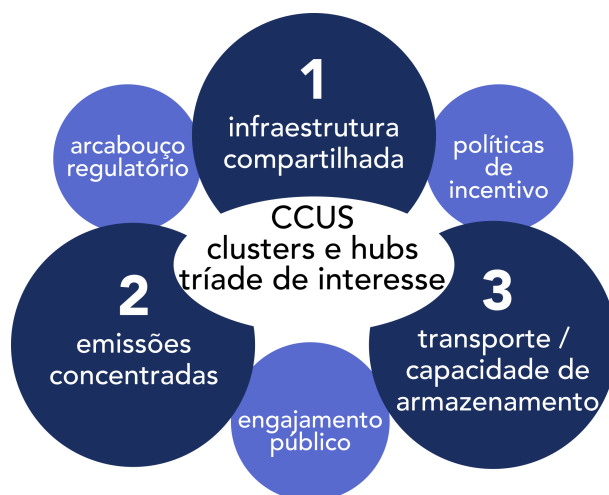 1
infraestrutura
compartilhada
arcabouço
regulatório
políticas
de
incentivo
CCUS
clusters e hubs
tríade de interesse
2
emissões
concentradas
3
transporte /
capacidade de
armazenamento
engajamento
público